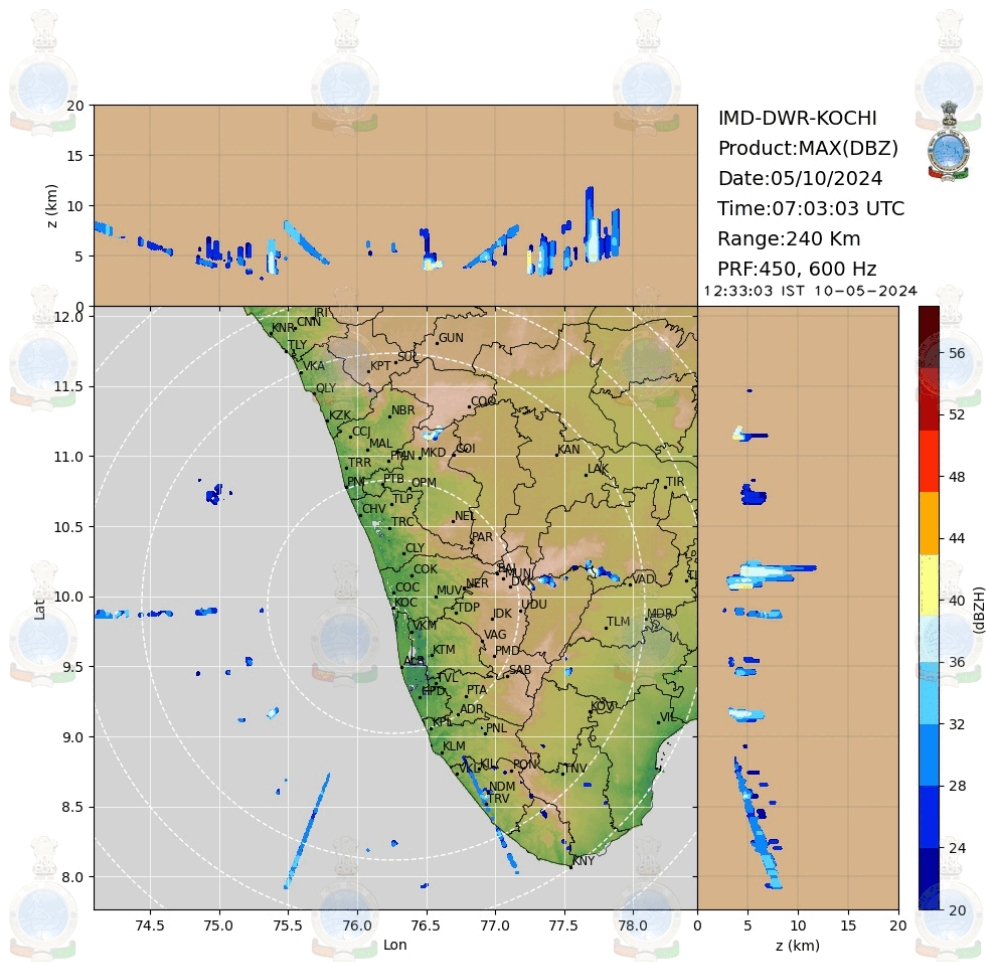 IMD-DWR-KOCHI
Product:MAX(DBZ)
Date:05/10/2024
Time:07:03:03 UTC
Range:240 Km
PRF:450, 600 Hz
12:33:03 IST 10-05-2024
20
15
10
5
0
z (km)
12.0
11.5
11.0
10.5
10.0
9.5
9.0
8.5
8.0
Lat
IRI
CNN
KNR
TLY
VKA
GUN
SUL
KPT
QLY
COO
KZK
NBR
CCJ
MAL
MKD
COI
KAN
TRR
LAK
PTB
OPM
TIR
CHV
TLP
TRC
NEL
PAR
CLY
COK
MUN
DVK
VAD
COC
MUV
NER
KOC
TDP
UDU
JDK
MDR
VKM
VAG
TLM
KTM
PMD
SAB
TVL
PTA
ADR
KOV
VIL
KPL
PNL
KLM
PON
TNV
NDM
TRV
KNY
74.5 75.0 75.5 76.0 76.5 77.0 77.5 78.0
Lon
0 5 10 15 20
z (km)
56
52
48
44
40
36
32
28
24
20
(dBZH)